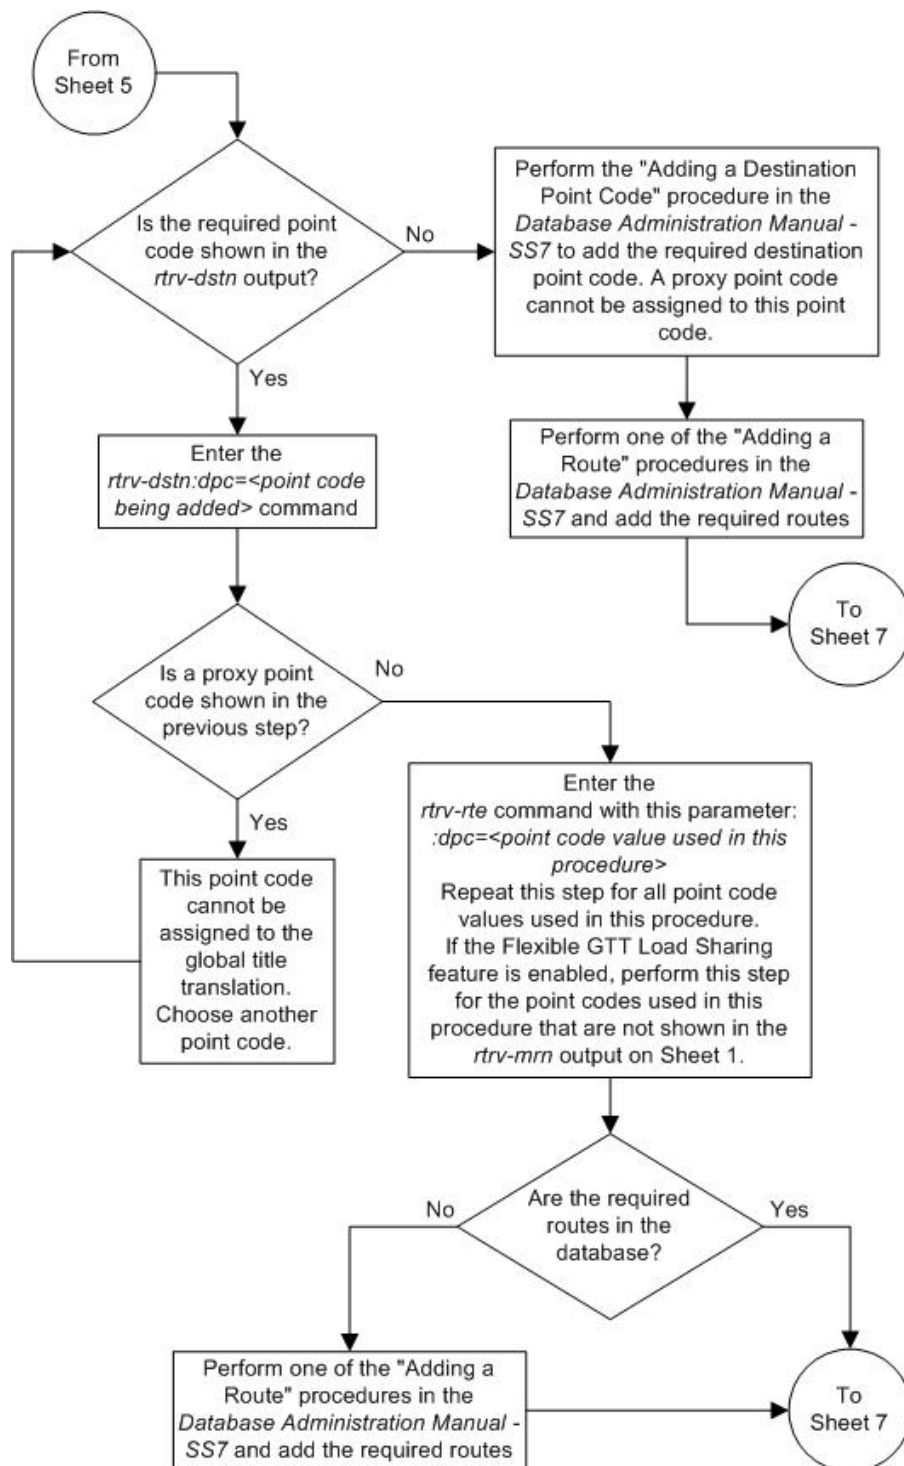 From
Sheet 5
Is the required point
code shown in the
rtrv-dstn output?
No
Perform the "Adding a Destination
Point Code" procedure in the
Database Administration Manual -
SS7 to add the required destination
point code. A proxy point code
cannot be assigned to this point
code.
Yes
Enter the
rtrv-dstn:dpc=<point code
being added> command
Perform one of the "Adding a
Route" procedures in the
Database Administration Manual -
SS7 and add the required routes
To
Sheet 7
Is a proxy point
code shown in the
previous step?
No
Yes
This point code
cannot be
assigned to the
global title
translation.
Choose another
point code.
Enter the
rtrv-rte command with this parameter:
:dpc=<point code value used in this
procedure>
Repeat this step for all point code
values used in this procedure.
If the Flexible GTT Load Sharing
feature is enabled, perform this step
for the point codes used in this
procedure that are not shown in the
rtrv-mrn output on Sheet 1.
Are the required
routes in the
database?
No
Yes
Perform one of the "Adding a
Route" procedures in the
Database Administration Manual -
SS7 and add the required routes
To
Sheet 7